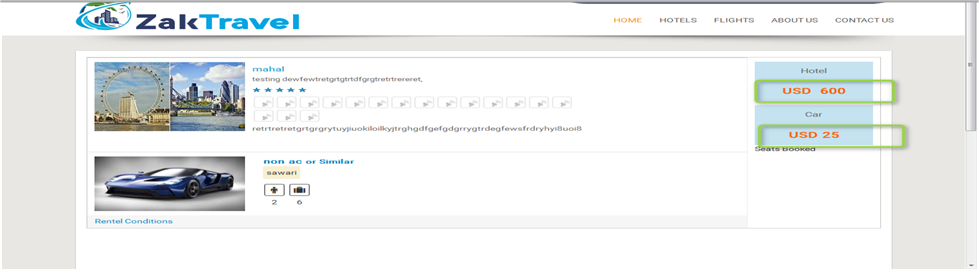 ZakTravel
HOME HOTELS FLIGHTS ABOUT US CONTACT US
mahal
testing dewfewtretgrtgtrtdfgrgtretrtrereret,
retrtretretgrtgrgrytuyjiuokiloilkyjtrghgdfgefgdgrrygtrdegfewsfrdryhyi8uoi8
non ac or Similar
sawari
2 6
Rentel Conditions
Hotel
USD 600
Car
USD 25
Seats Booked